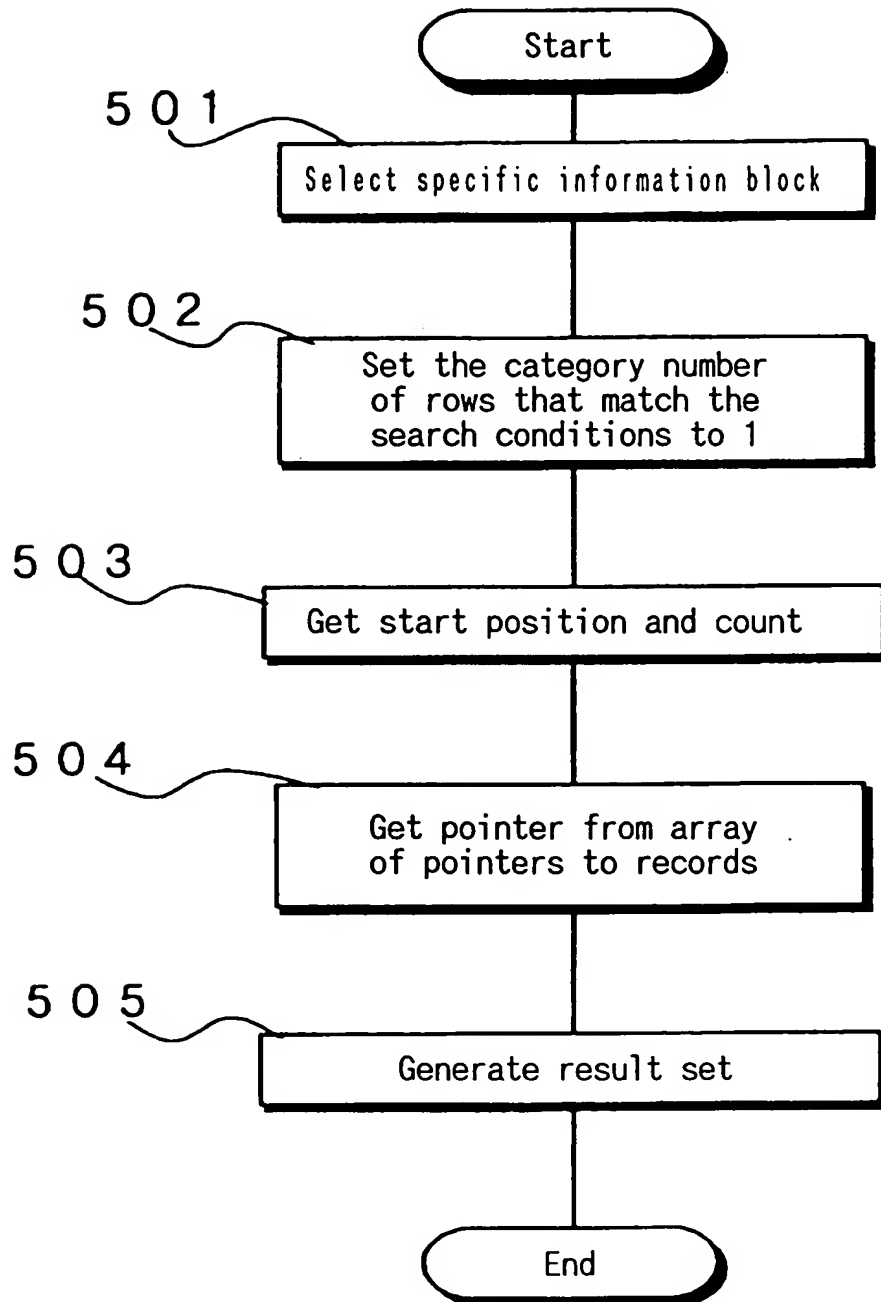 Start
501
Select specific information block
502
Set the category number
of rows that match the
search conditions to 1
503
Get start position and count
504
Get pointer from array
of pointers to records
505
Generate result set
End